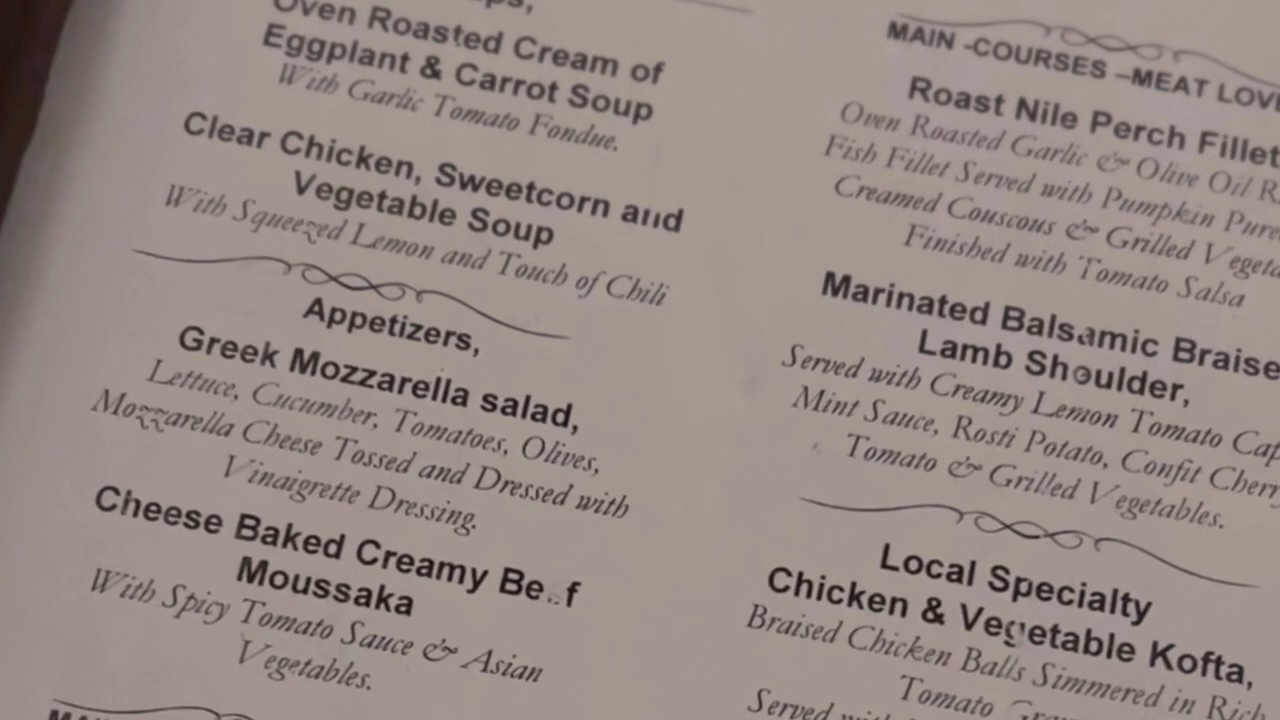 Oven Roasted Cream of
Eggplant & Carrot Soup
With Garlic Tomato Fondue.
Clear Chicken, Sweetcorn and
Vegetable Soup
With Squeezed Lemon and Touch of Chili
Appetizers,
Greek Mozzarella salad,
Lettuce, Cucumber, Tomatoes, Olives,
Mozzarella Cheese Tossed and Dressed with
Vinaigrette Dressing.
Cheese Baked Creamy Beef
Moussaka
With Spicy Tomato Sauce & Asian
Vegetables.
MAIN -COURSES –MEAT
Roast Nile Perch Fillet
Oven Roasted Garlic & Olive Oil
Fish Fillet Served with Pumpkin
Creamed Couscous & Grilled
Finished with Tomato Salsa
Marinated Balsamic
Lamb Shoulder,
Served with Creamy Lemon Tomato
Mint Sauce, Rosti Potato, Confit
Tomato & Grilled Vegetables.
Local Specialty
Chicken & Vegetable Kofta,
Braised Chicken Balls Simmered in Rich
Tomato
Served with